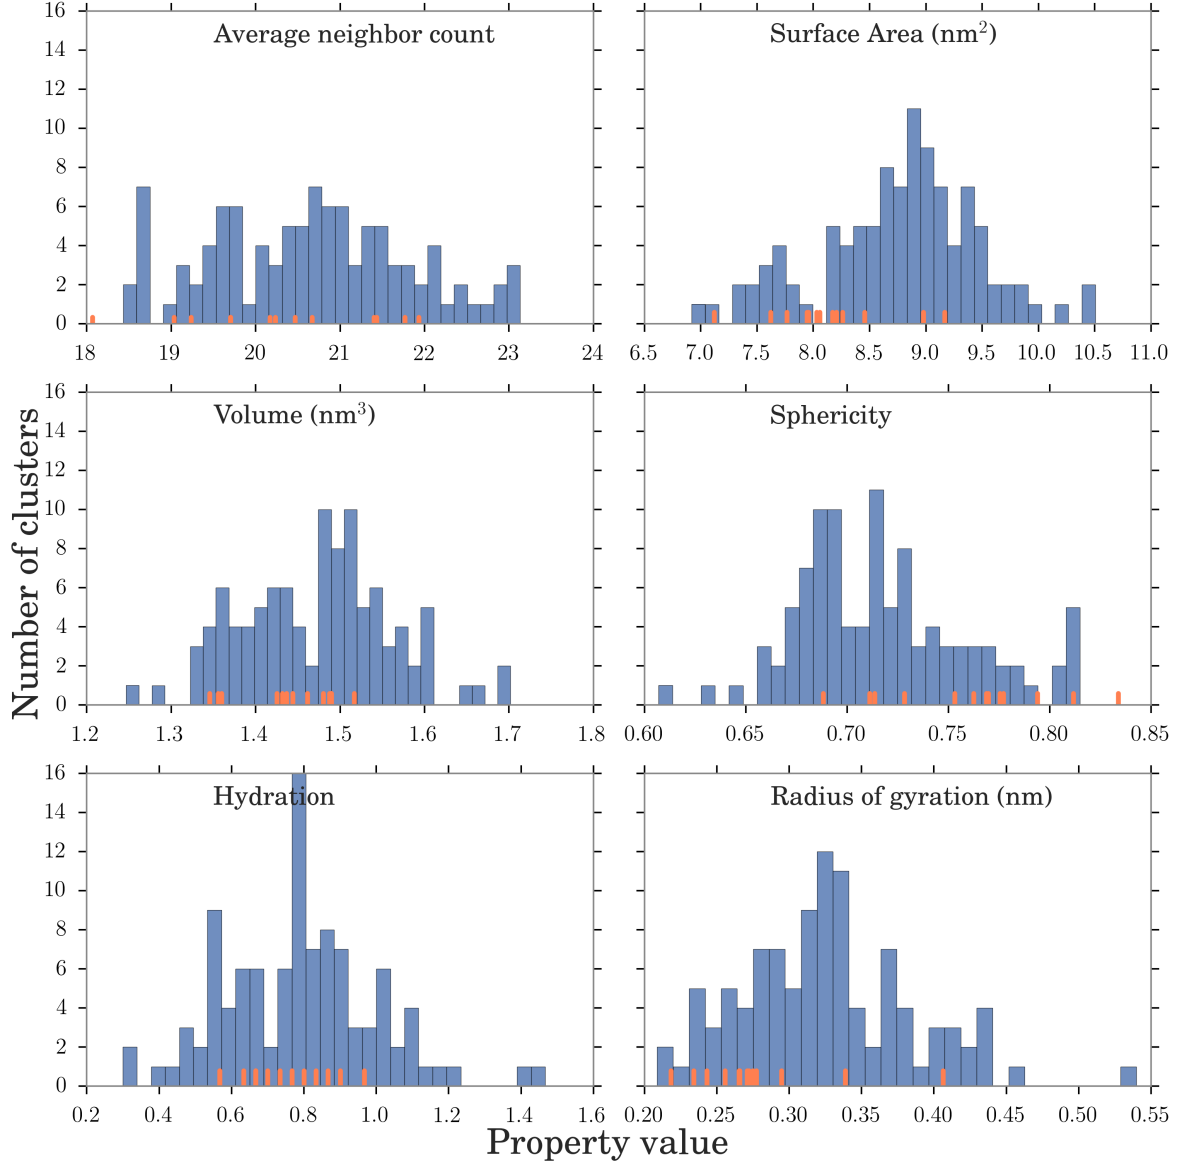 Average neighbor count
16
14
12
10
8
6
4
2
0
18 19 20 21 22 23 24
Surface Area (nm²)
6.5 7.0 7.5 8.0 8.5 9.0 9.5 10.0 10.5 11.0
Number of clusters
Volume (nm³)
16
14
12
10
8
6
4
2
0
1.2 1.3 1.4 1.5 1.6 1.7 1.8
Sphericity
0.60 0.65 0.70 0.75 0.80 0.85
Hydration
16
14
12
10
8
6
4
2
0
0.2 0.4 0.6 0.8 1.0 1.2 1.4 1.6
Radius of gyration (nm)
0.20 0.25 0.30 0.35 0.40 0.45 0.50 0.55
Property value